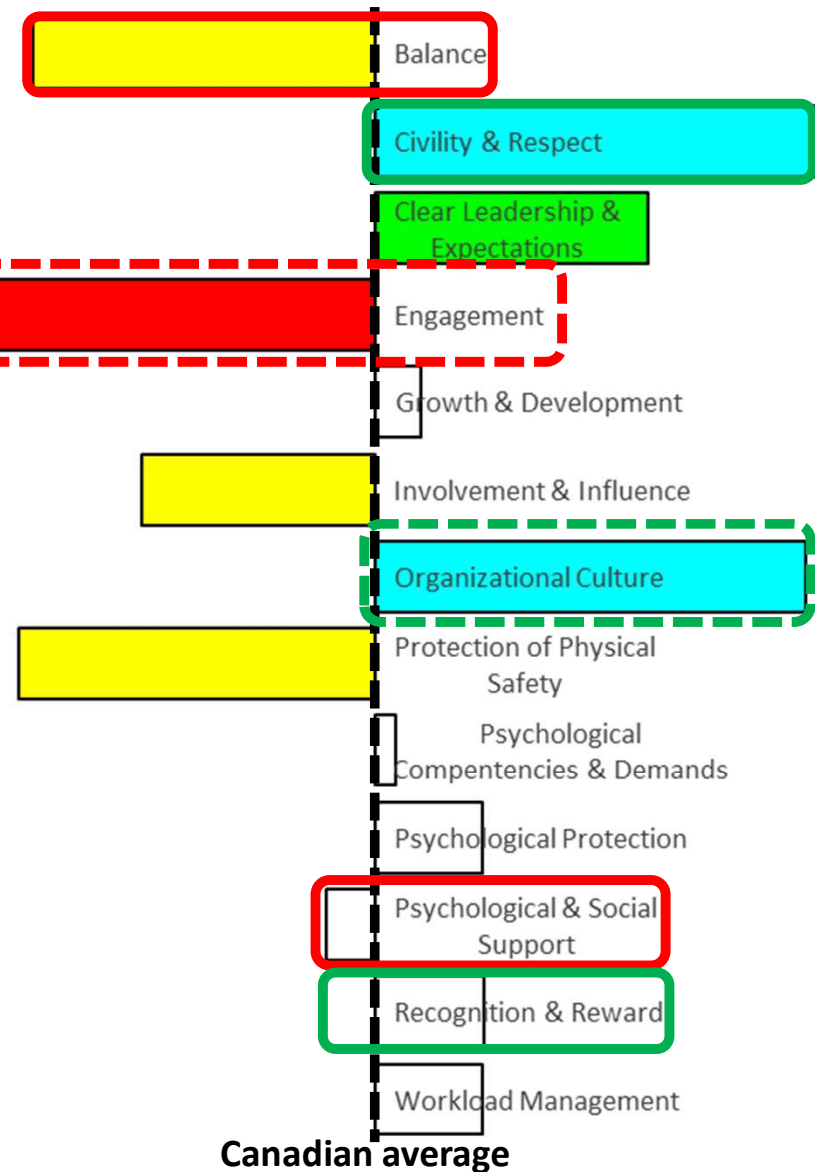 Balance
Civility & Respect
Clear Leadership &
Expectations
Engagement
Growth & Development
Involvement & Influence
Organizational Culture
Protection of Physical
Safety
Psychological
Compentencies & Demands
Psychological Protection
Psychological & Social
Support
Recognition & Reward
Workload Management
Canadian average